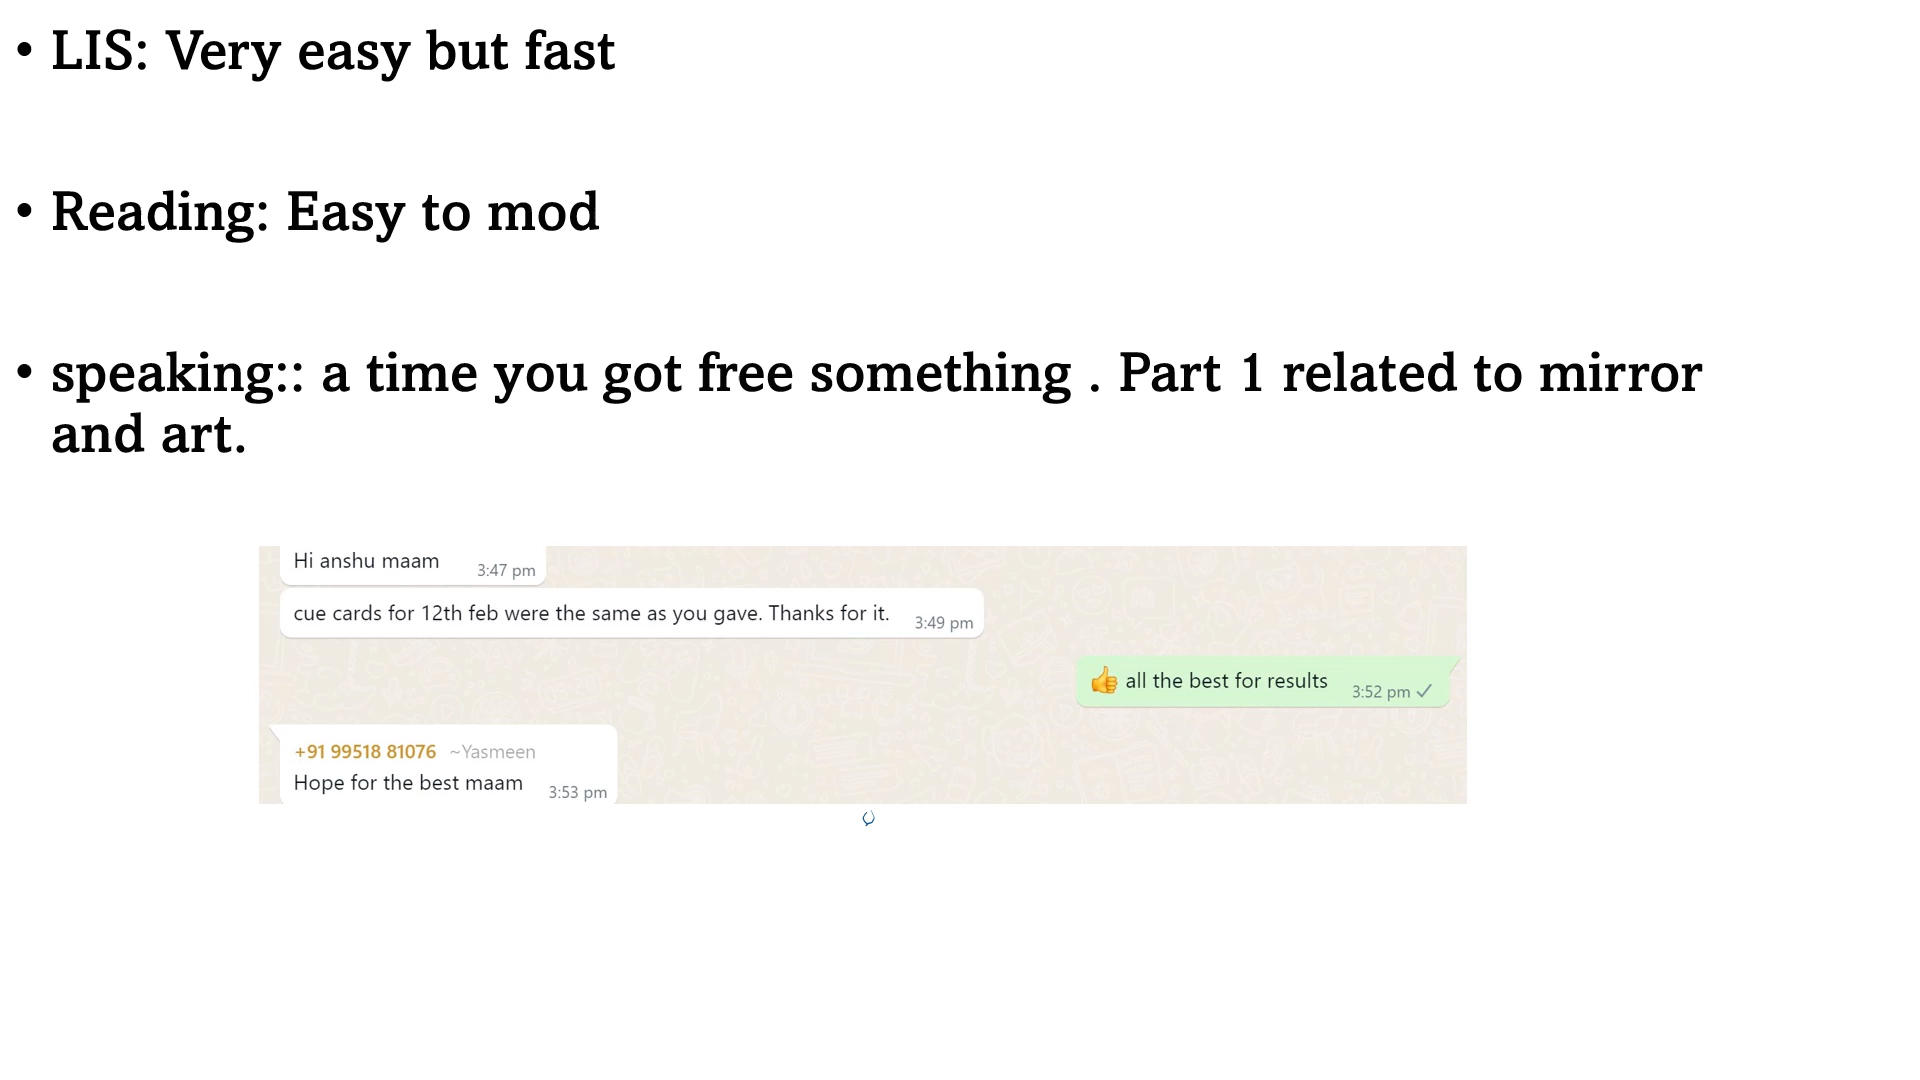 • LIS: Very easy but fast
• Reading: Easy to mod
• speaking:: a time you got free something . Part 1 related to mirror
and art.
Hi anshu maam 3:47 pm
cue cards for 12th feb were the same as you gave. Thanks for it. 3:49 pm
👍 all the best for results 3:52 pm
+91 99518 81076 ~Yasmeen
Hope for the best maam 3:53 pm